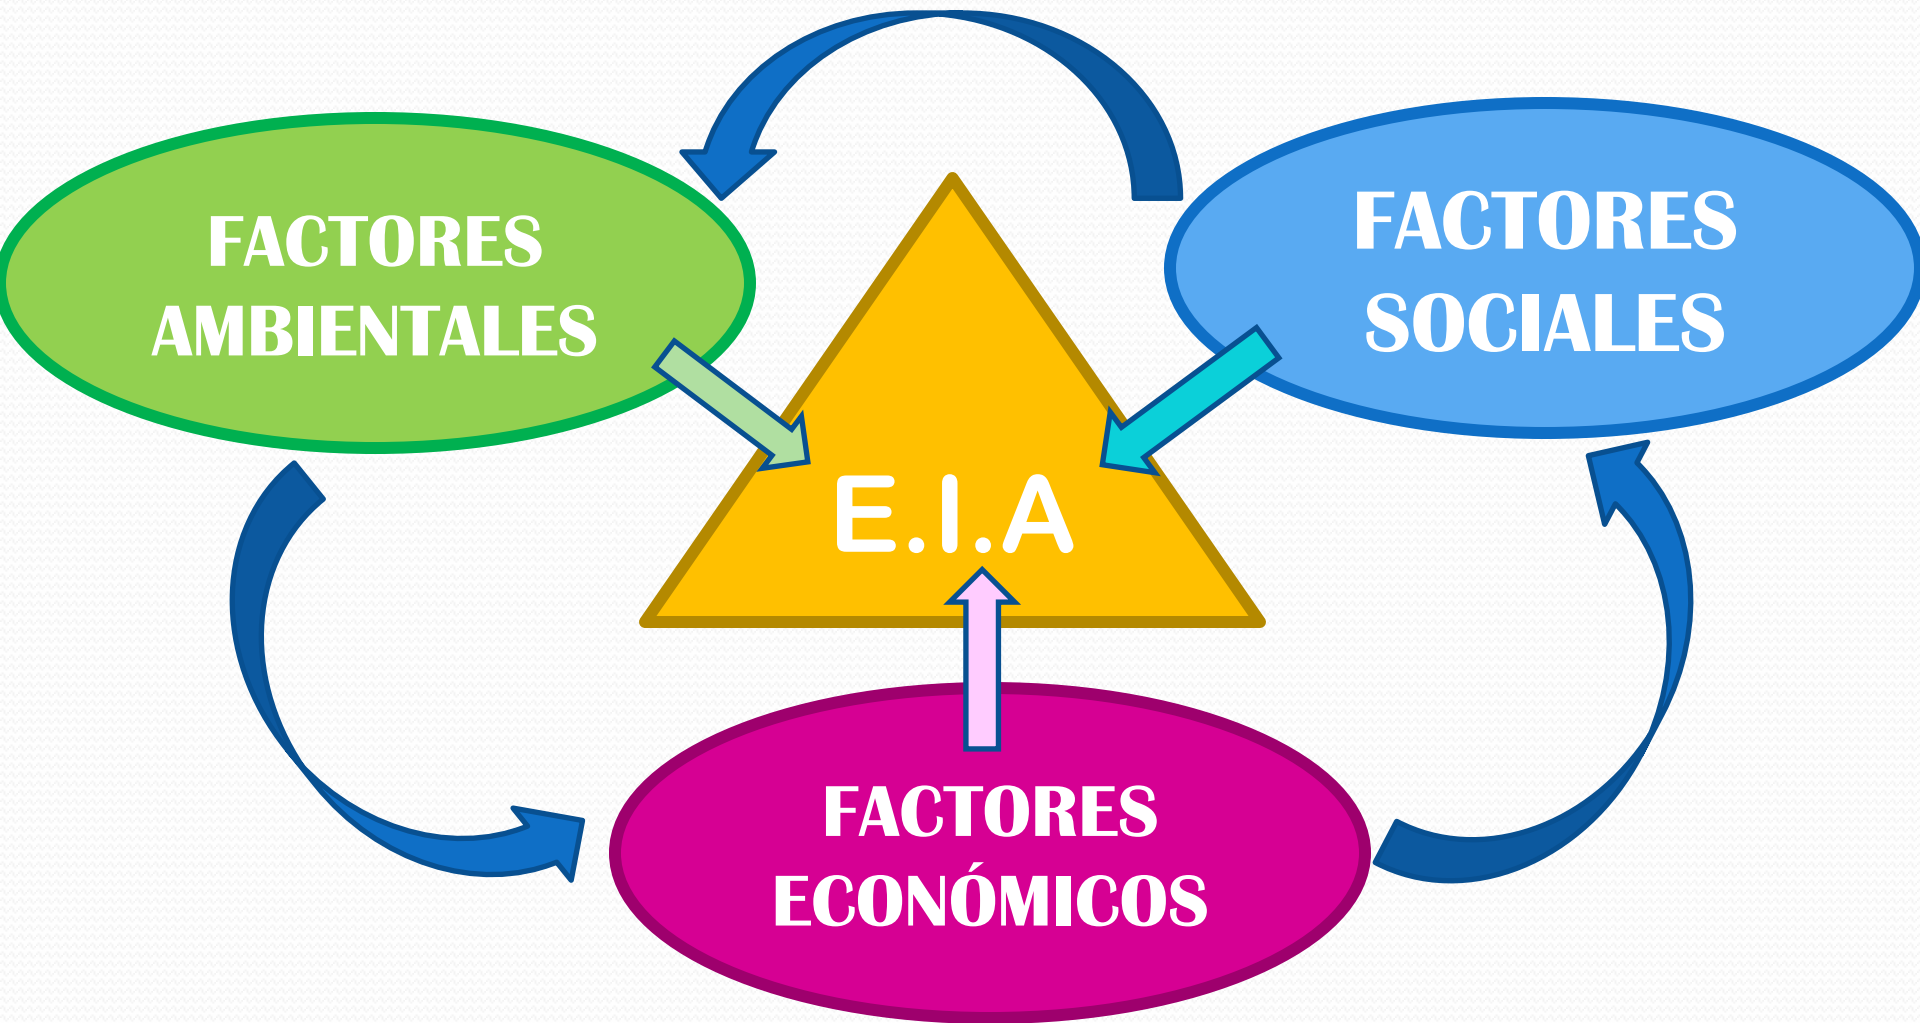 FACTORES
AMBIENTALES
FACTORES
SOCIALES
E.I.A
FACTORES
ECONÓMICOS